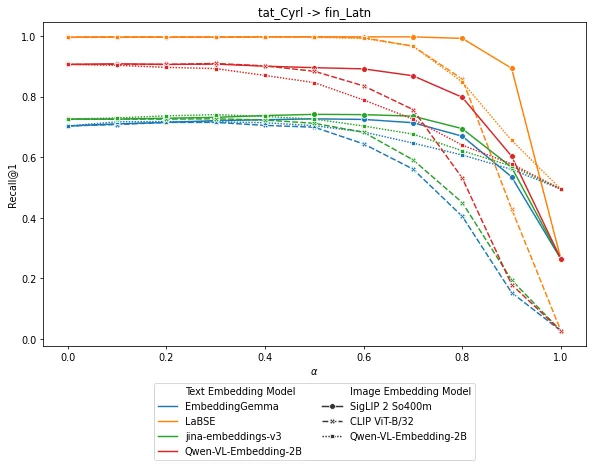 tat_Cyrl -> fin_Latn
Recall@1
1.0
0.8
0.6
0.4
0.2
0.0
0.0 0.2 0.4 0.6 0.8 1.0
α
Text Embedding Model
EmbeddingGemma
LaBSE
jina-embeddings-v3
Qwen-VL-Embedding-2B
Image Embedding Model
SigLIP 2 So400m
CLIP ViT-B/32
Qwen-VL-Embedding-2B